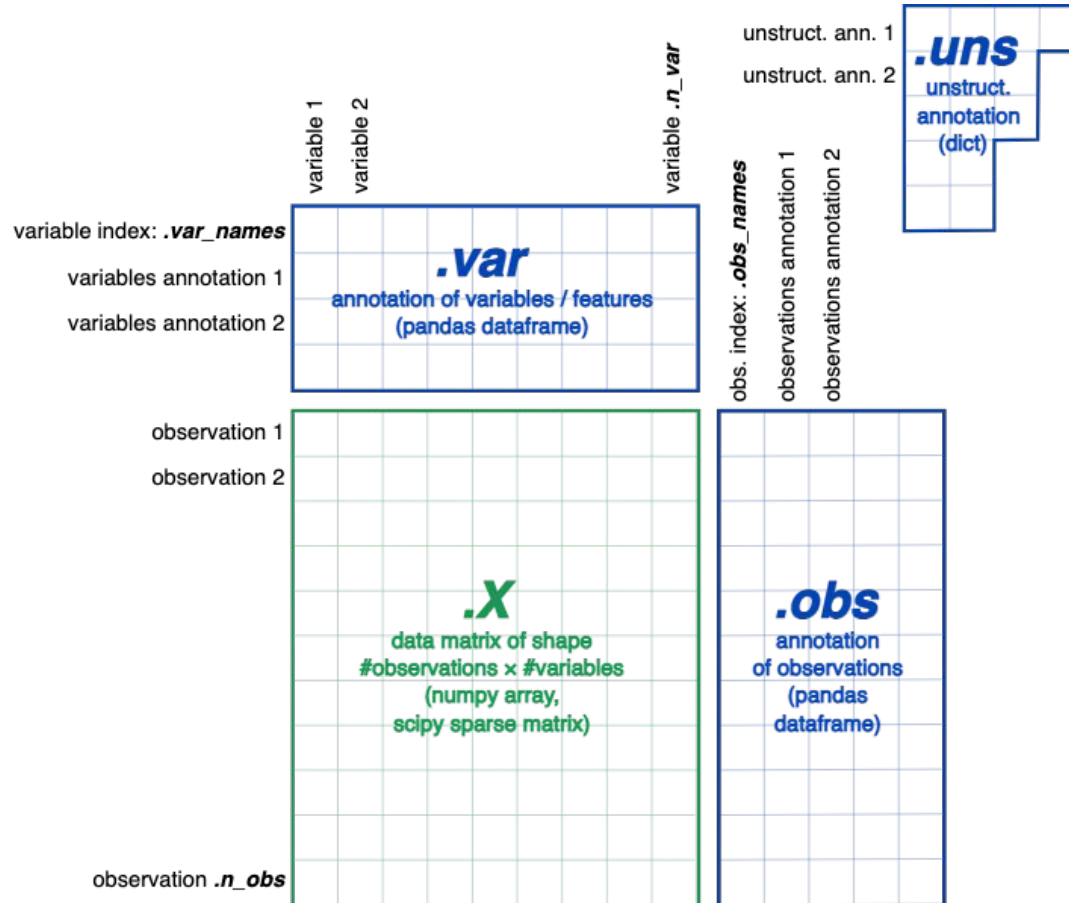 unstruct. ann. 1
unstruct. ann. 2
.uns
unstruct.
annotation
(dict)
variable 1
variable 2
variable .n_var
variable index: .var_names
variables annotation 1
variables annotation 2
.var
annotation of variables / features
(pandas dataframe)
obs. index: .obs_names
observations annotation 1
observations annotation 2
observation 1
observation 2
observation .n_obs
.X
data matrix of shape
#observations × #variables
(numpy array,
scipy sparse matrix)
.obs
annotation
of observations
(pandas
dataframe)